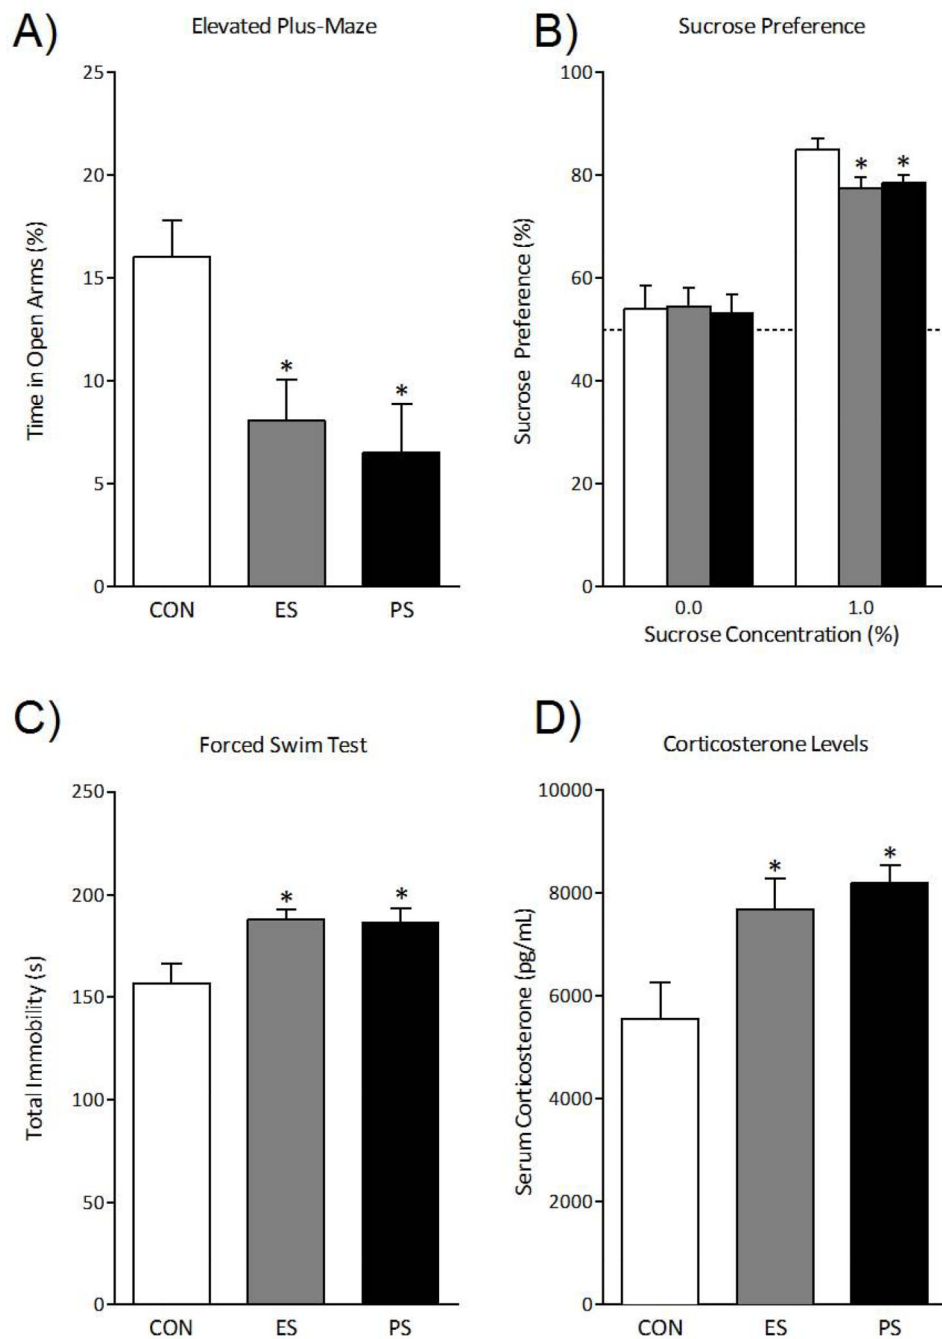 A)
Elevated Plus-Maze
25
20
15
10
5
0
Time in Open Arms (%)
*
*
CON ES PS
B)
Sucrose Preference
100
80
60
40
20
0
Sucrose Preference (%)
* *
0.0 1.0
Sucrose Concentration (%)
C)
Forced Swim Test
250
200
150
100
50
0
Total Immobility (s)
* *
CON ES PS
D)
Corticosterone Levels
10000
8000
6000
4000
2000
0
Serum Corticosterone (pg/mL)
* *
CON ES PS